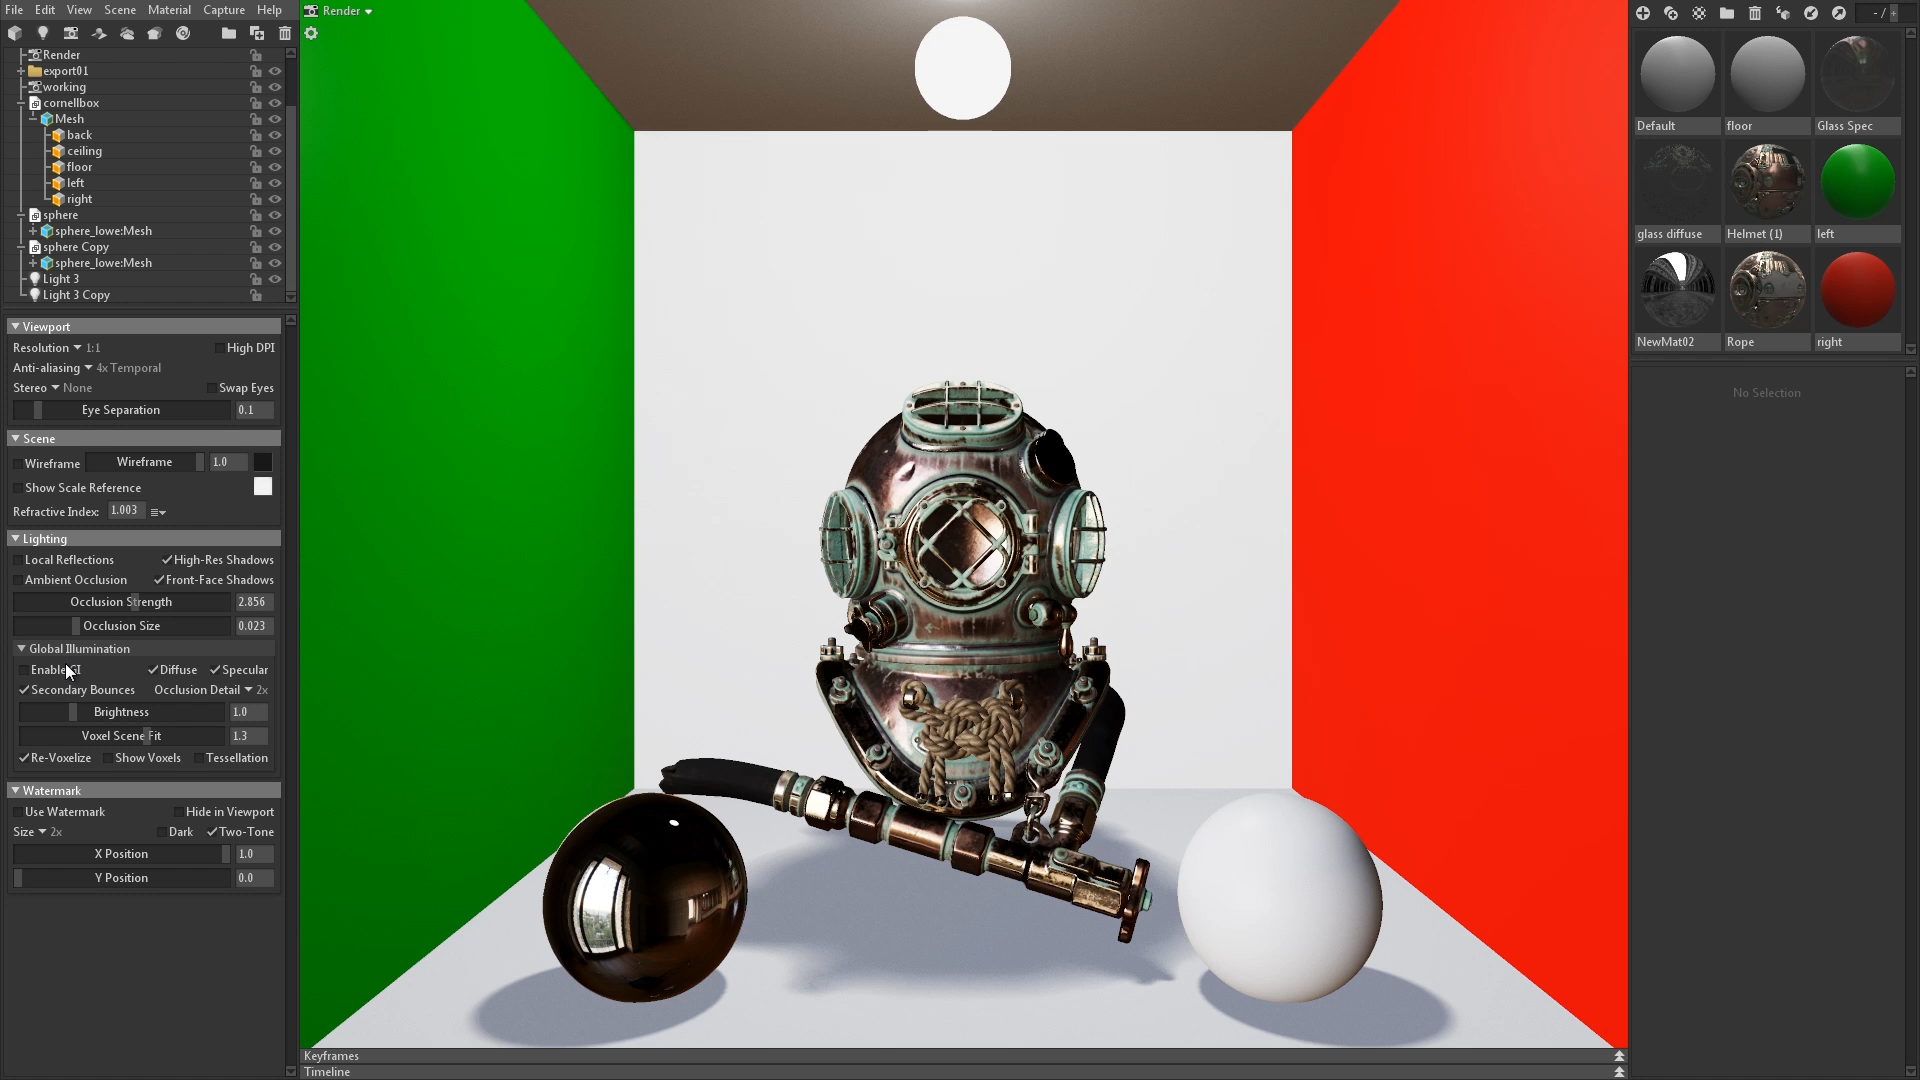 File Edit View Scene Material Capture Help
Render
Render
export01
working
cornellbox
Mesh
back
ceiling
floor
left
right
sphere
sphere_lowe:Mesh
sphere Copy
sphere_lowe:Mesh
Light 3
Light 3 Copy
Viewport
Resolution 1:1 High DPI
Anti-aliasing 4x Temporal
Stereo None Swap Eyes
Eye Separation 0.1
Scene
Wireframe Wireframe 1.0
Show Scale Reference
Refractive Index: 1.003
Lighting
Local Reflections High-Res Shadows
Ambient Occlusion Front-Face Shadows
Occlusion Strength 2.856
Occlusion Size 0.023
Global Illumination
Enable GI Diffuse Specular
Secondary Bounces Occlusion Detail 2x
Brightness 1.0
Voxel Scene Fit 1.3
Re-Voxelize Show Voxels Tessellation
Watermark
Use Watermark Hide in Viewport
Size 2x Dark Two-Tone
X Position 1.0
Y Position 0.0
Keyframes
Timeline
- / +
Default floor Glass Spec
glass diffuse Helmet (1) left
NewMat02 Rope right
No Selection